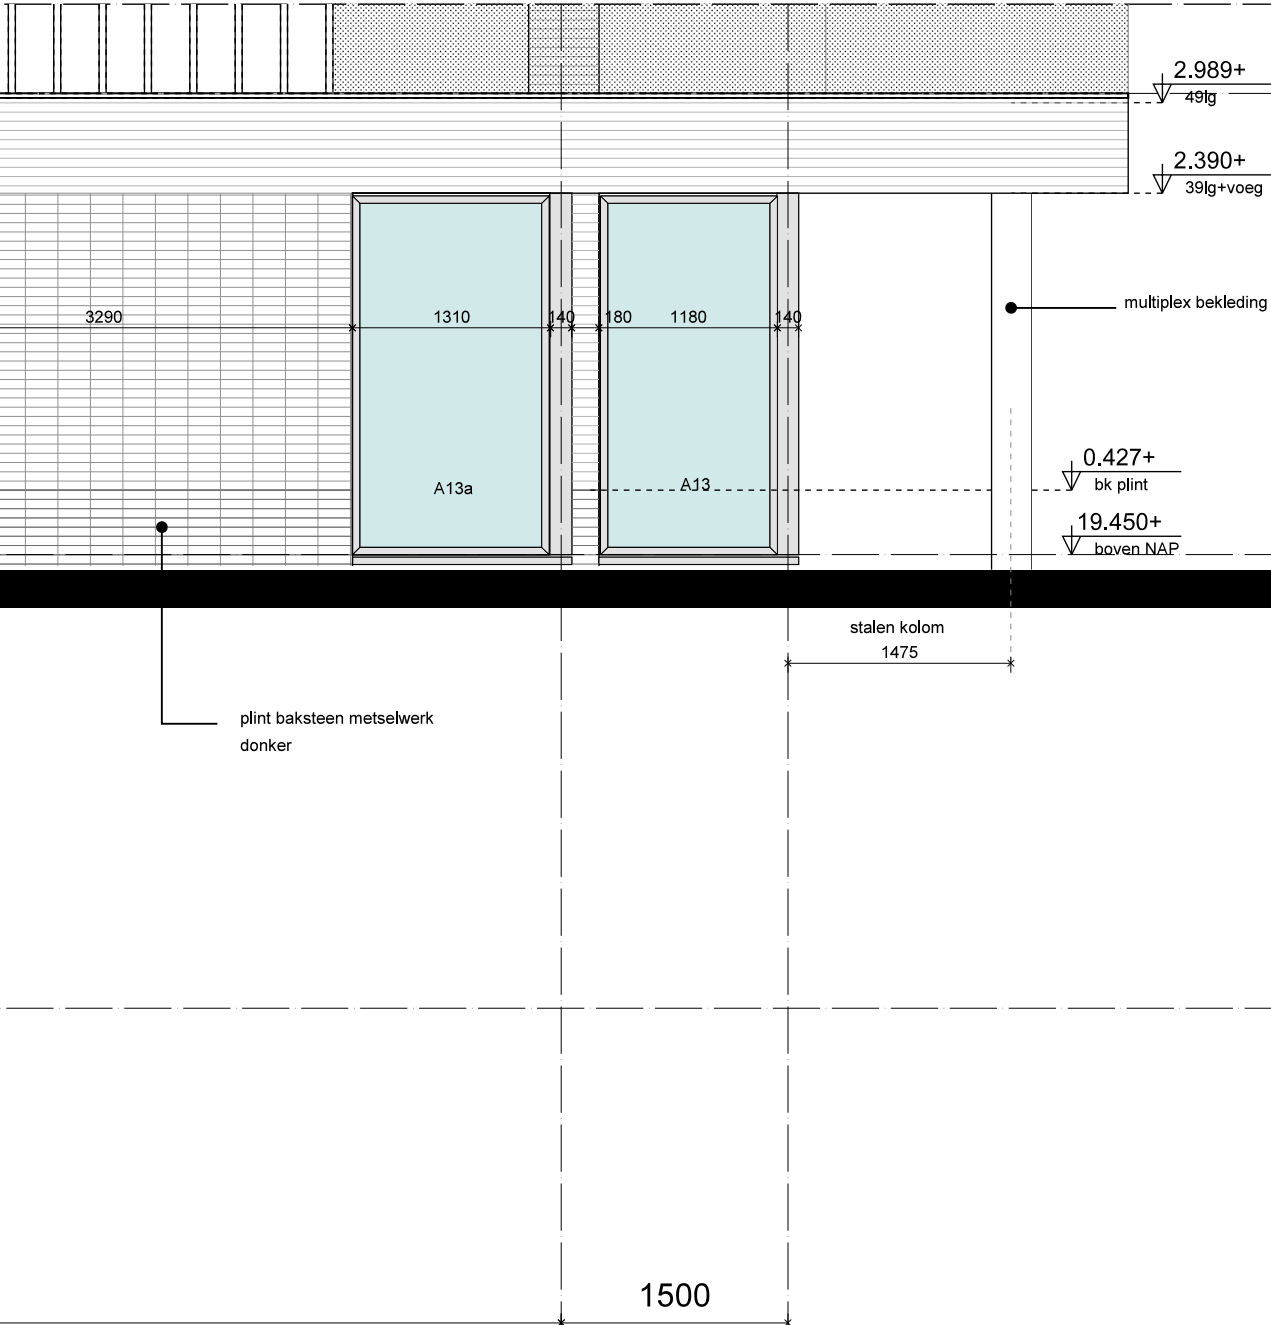 2.989+
49lg
2.390+
39lg+voeg
multiplex bekleding
3290
1310
140
180
1180
140
0.427+
A13a
A13
bk plint
19.450+
boven NAP
stalen kolom
1475
plint baksteen metselwerk
donker
1500